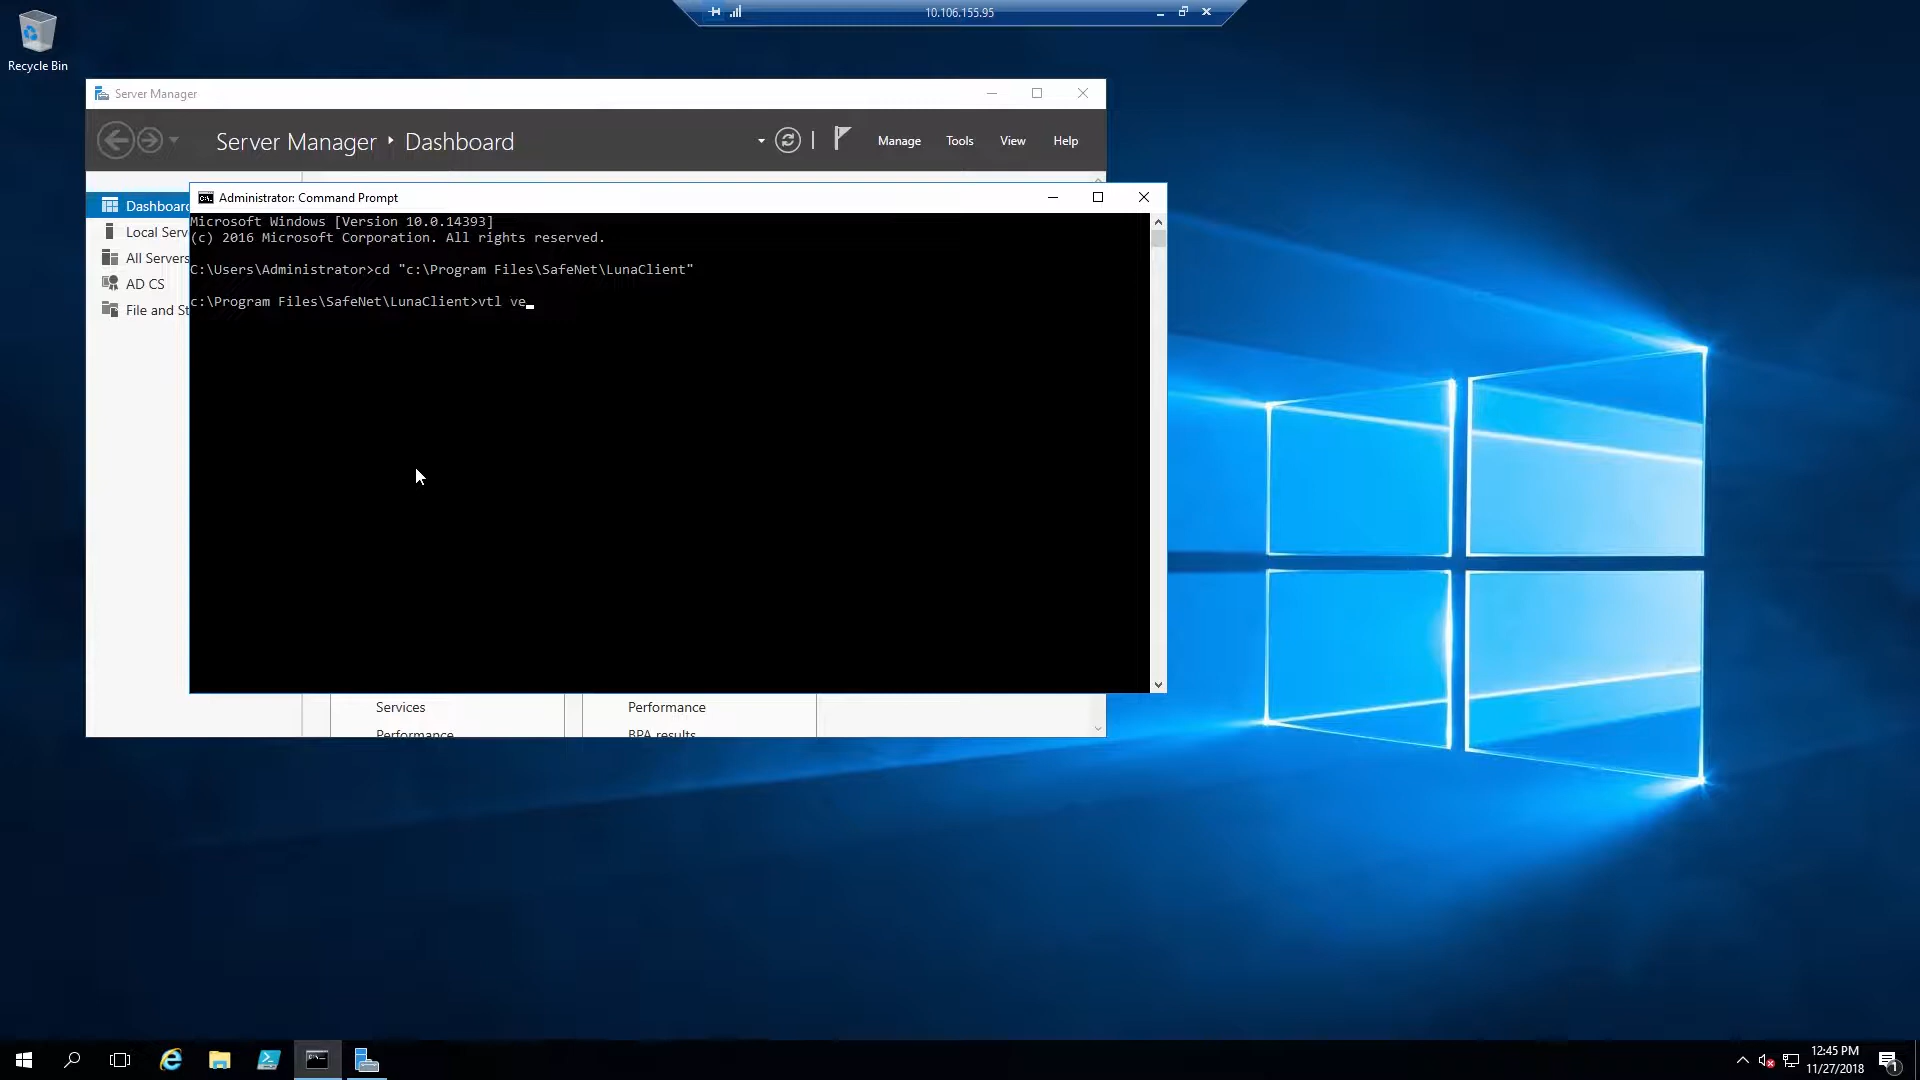 10.106.155.95
Recycle Bin
Server Manager
Server Manager
Dashboard
Manage
Tools
View
Help
Administrator: Command Prompt
Dashboard
Local Serv
All Servers
AD CS
File and St
Microsoft Windows [Version 10.0.14393]
(c) 2016 Microsoft Corporation. All rights reserved.
C:\Users\Administrator>cd "c:\Program Files\SafeNet\LunaClient"
c:\Program Files\SafeNet\LunaClient>vtl ve_
Services
Performance
Performance
BPA results
12:45 PM
11/27/2018
1